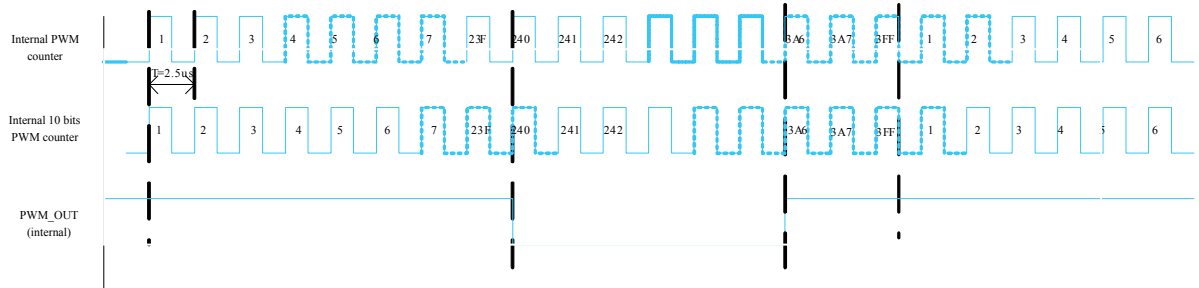 Internal PWM
counter
1 2 3 4 5 6 7 23F 240 241 242 3A6 3A7 3FF 1 2 3 4 5 6
T=2.5us
Internal 10 bits
PWM counter
1 2 3 4 5 6 7 23F 240 241 242 3A6 3A7 3FF 1 2 3 4 5 6
PWM_OUT
(internal)